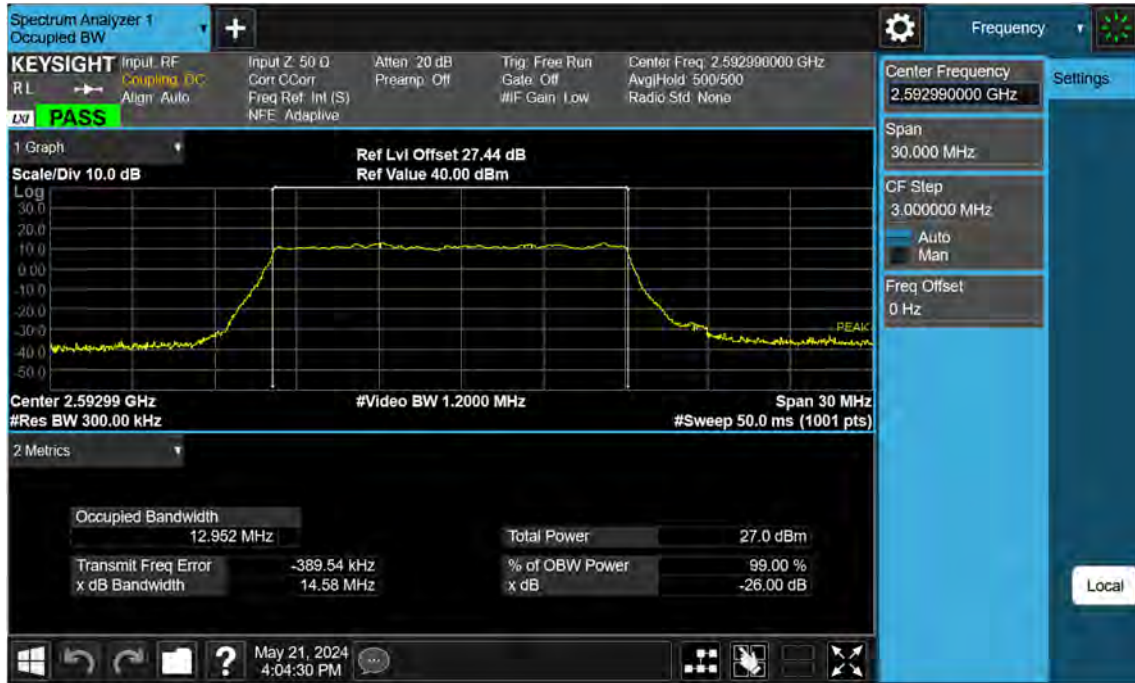 Spectrum Analyzer 1
Occupied BW
+
Frequency
KEYSIGHT
RL
LXI PASS
Input: RF
Coupling: DC
Align: Auto
Input Z: 50 Ω
Corr CCorr
Freq Ref: Int (S)
NFE: Adaptive
Atten: 20 dB
Preamp: Off
Trig: Free Run
Gate: Off
#IF Gain: Low
Center Freq: 2.592990000 GHz
Avg|Hold: 500/500
Radio Std: None
1 Graph
Scale/Div 10.0 dB
Ref Lvl Offset 27.44 dB
Ref Value 40.00 dBm
Log
30.0
20.0
10.0
0.00
-10.0
-20.0
-30.0
-40.0
-50.0
PEAK
Center 2.59299 GHz
#Res BW 300.00 kHz
#Video BW 1.2000 MHz
Span 30 MHz
#Sweep 50.0 ms (1001 pts)
2 Metrics
Occupied Bandwidth
12.952 MHz
Transmit Freq Error -389.54 kHz
x dB Bandwidth 14.58 MHz
Total Power 27.0 dBm
% of OBW Power 99.00 %
x dB -26.00 dB
Center Frequency
2.592990000 GHz
Span
30.000 MHz
CF Step
3.000000 MHz
Auto
Man
Freq Offset
0 Hz
Settings
Local
?
May 21, 2024
4:04:30 PM